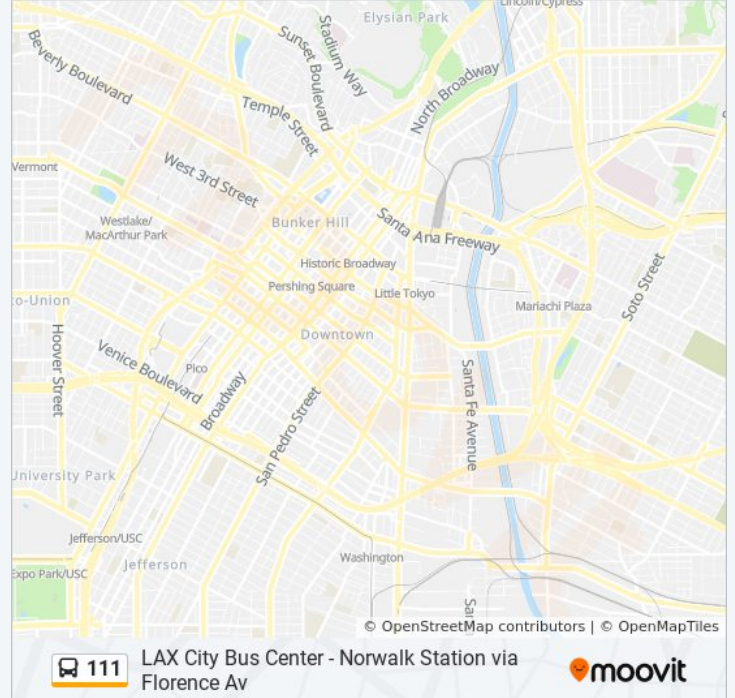 Lincoln/Cypress
Elysian Park
Stadium Way
Sunset Boulevard
Beverly Boulevard
North Broadway
Temple Street
Vermont
West 3rd Street
Westlake/
MacArthur Park
Bunker Hill
Santa Ana Freeway
Historic Broadway
Pershing Square
Little Tokyo
Mariachi Plaza
Soto Street
co-Union
Downtown
Hoover Street
Venice Boulevard
Pico
Broadway
San Pedro Street
Santa Fe Avenue
University Park
Jefferson/USC
Jefferson
Washington
Expo Park/USC
San
© OpenStreetMap contributors | © OpenMapTiles
111
LAX City Bus Center - Norwalk Station via
Florence Av
moovit